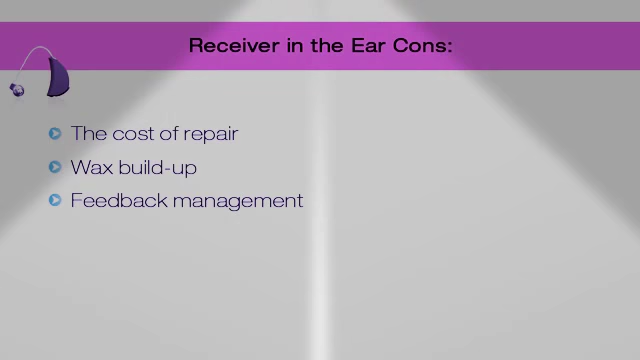 Receiver in the Ear Cons:
The cost of repair
Wax build-up
Feedback management